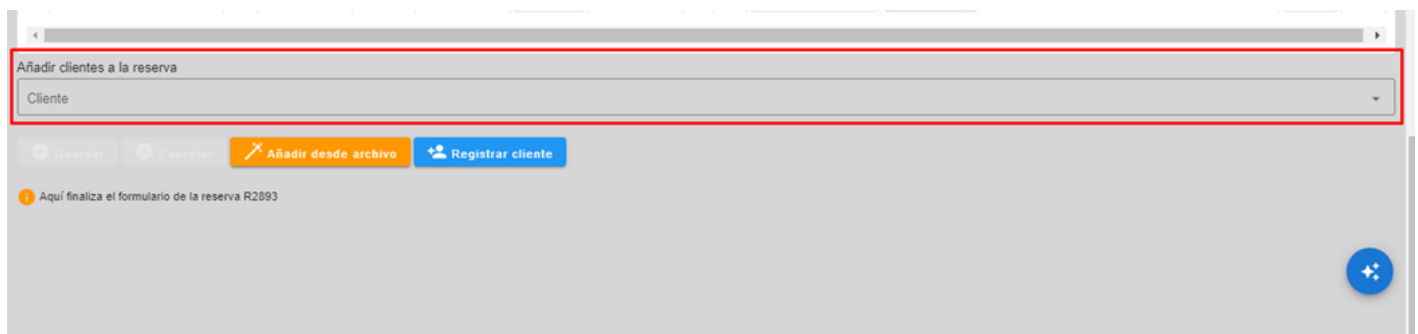 Añadir clientes a la reserva
Cliente
Guardar Cancelar Añadir desde archivo Registrar cliente
Aquí finaliza el formulario de la reserva R2893